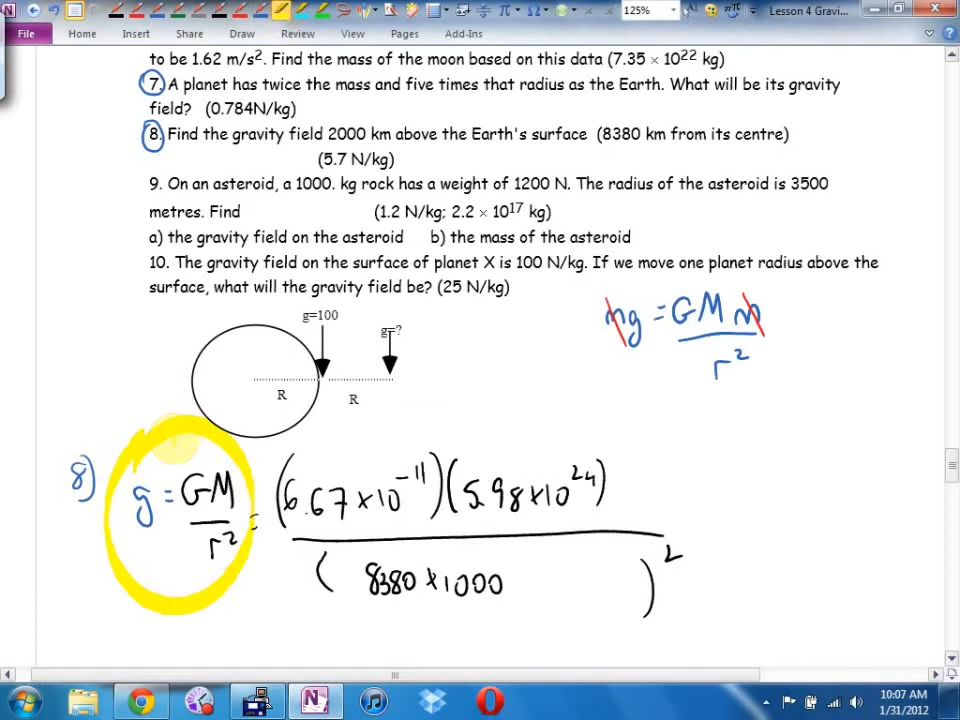 125%
Lesson 4 Gravi...
File Home Insert Share Draw Review View Pages Add-Ins
to be 1.62 m/s². Find the mass of the moon based on this data (7.35 × 10²² kg)
7. A planet has twice the mass and five times that radius as the Earth. What will be its gravity
field? (0.784N/kg)
8. Find the gravity field 2000 km above the Earth's surface (8380 km from its centre)
(5.7 N/kg)
9. On an asteroid, a 1000. kg rock has a weight of 1200 N. The radius of the asteroid is 3500
metres. Find (1.2 N/kg; 2.2 × 10¹⁷ kg)
a) the gravity field on the asteroid b) the mass of the asteroid
10. The gravity field on the surface of planet X is 100 N/kg. If we move one planet radius above the
surface, what will the gravity field be? (25 N/kg)
g=100
g=?
R
R
mg = GMm
r²
8) g = GM = (6.67×10⁻¹¹)(5.98×10²⁴)
r² (8380×1000)²
10:07 AM
1/31/2012